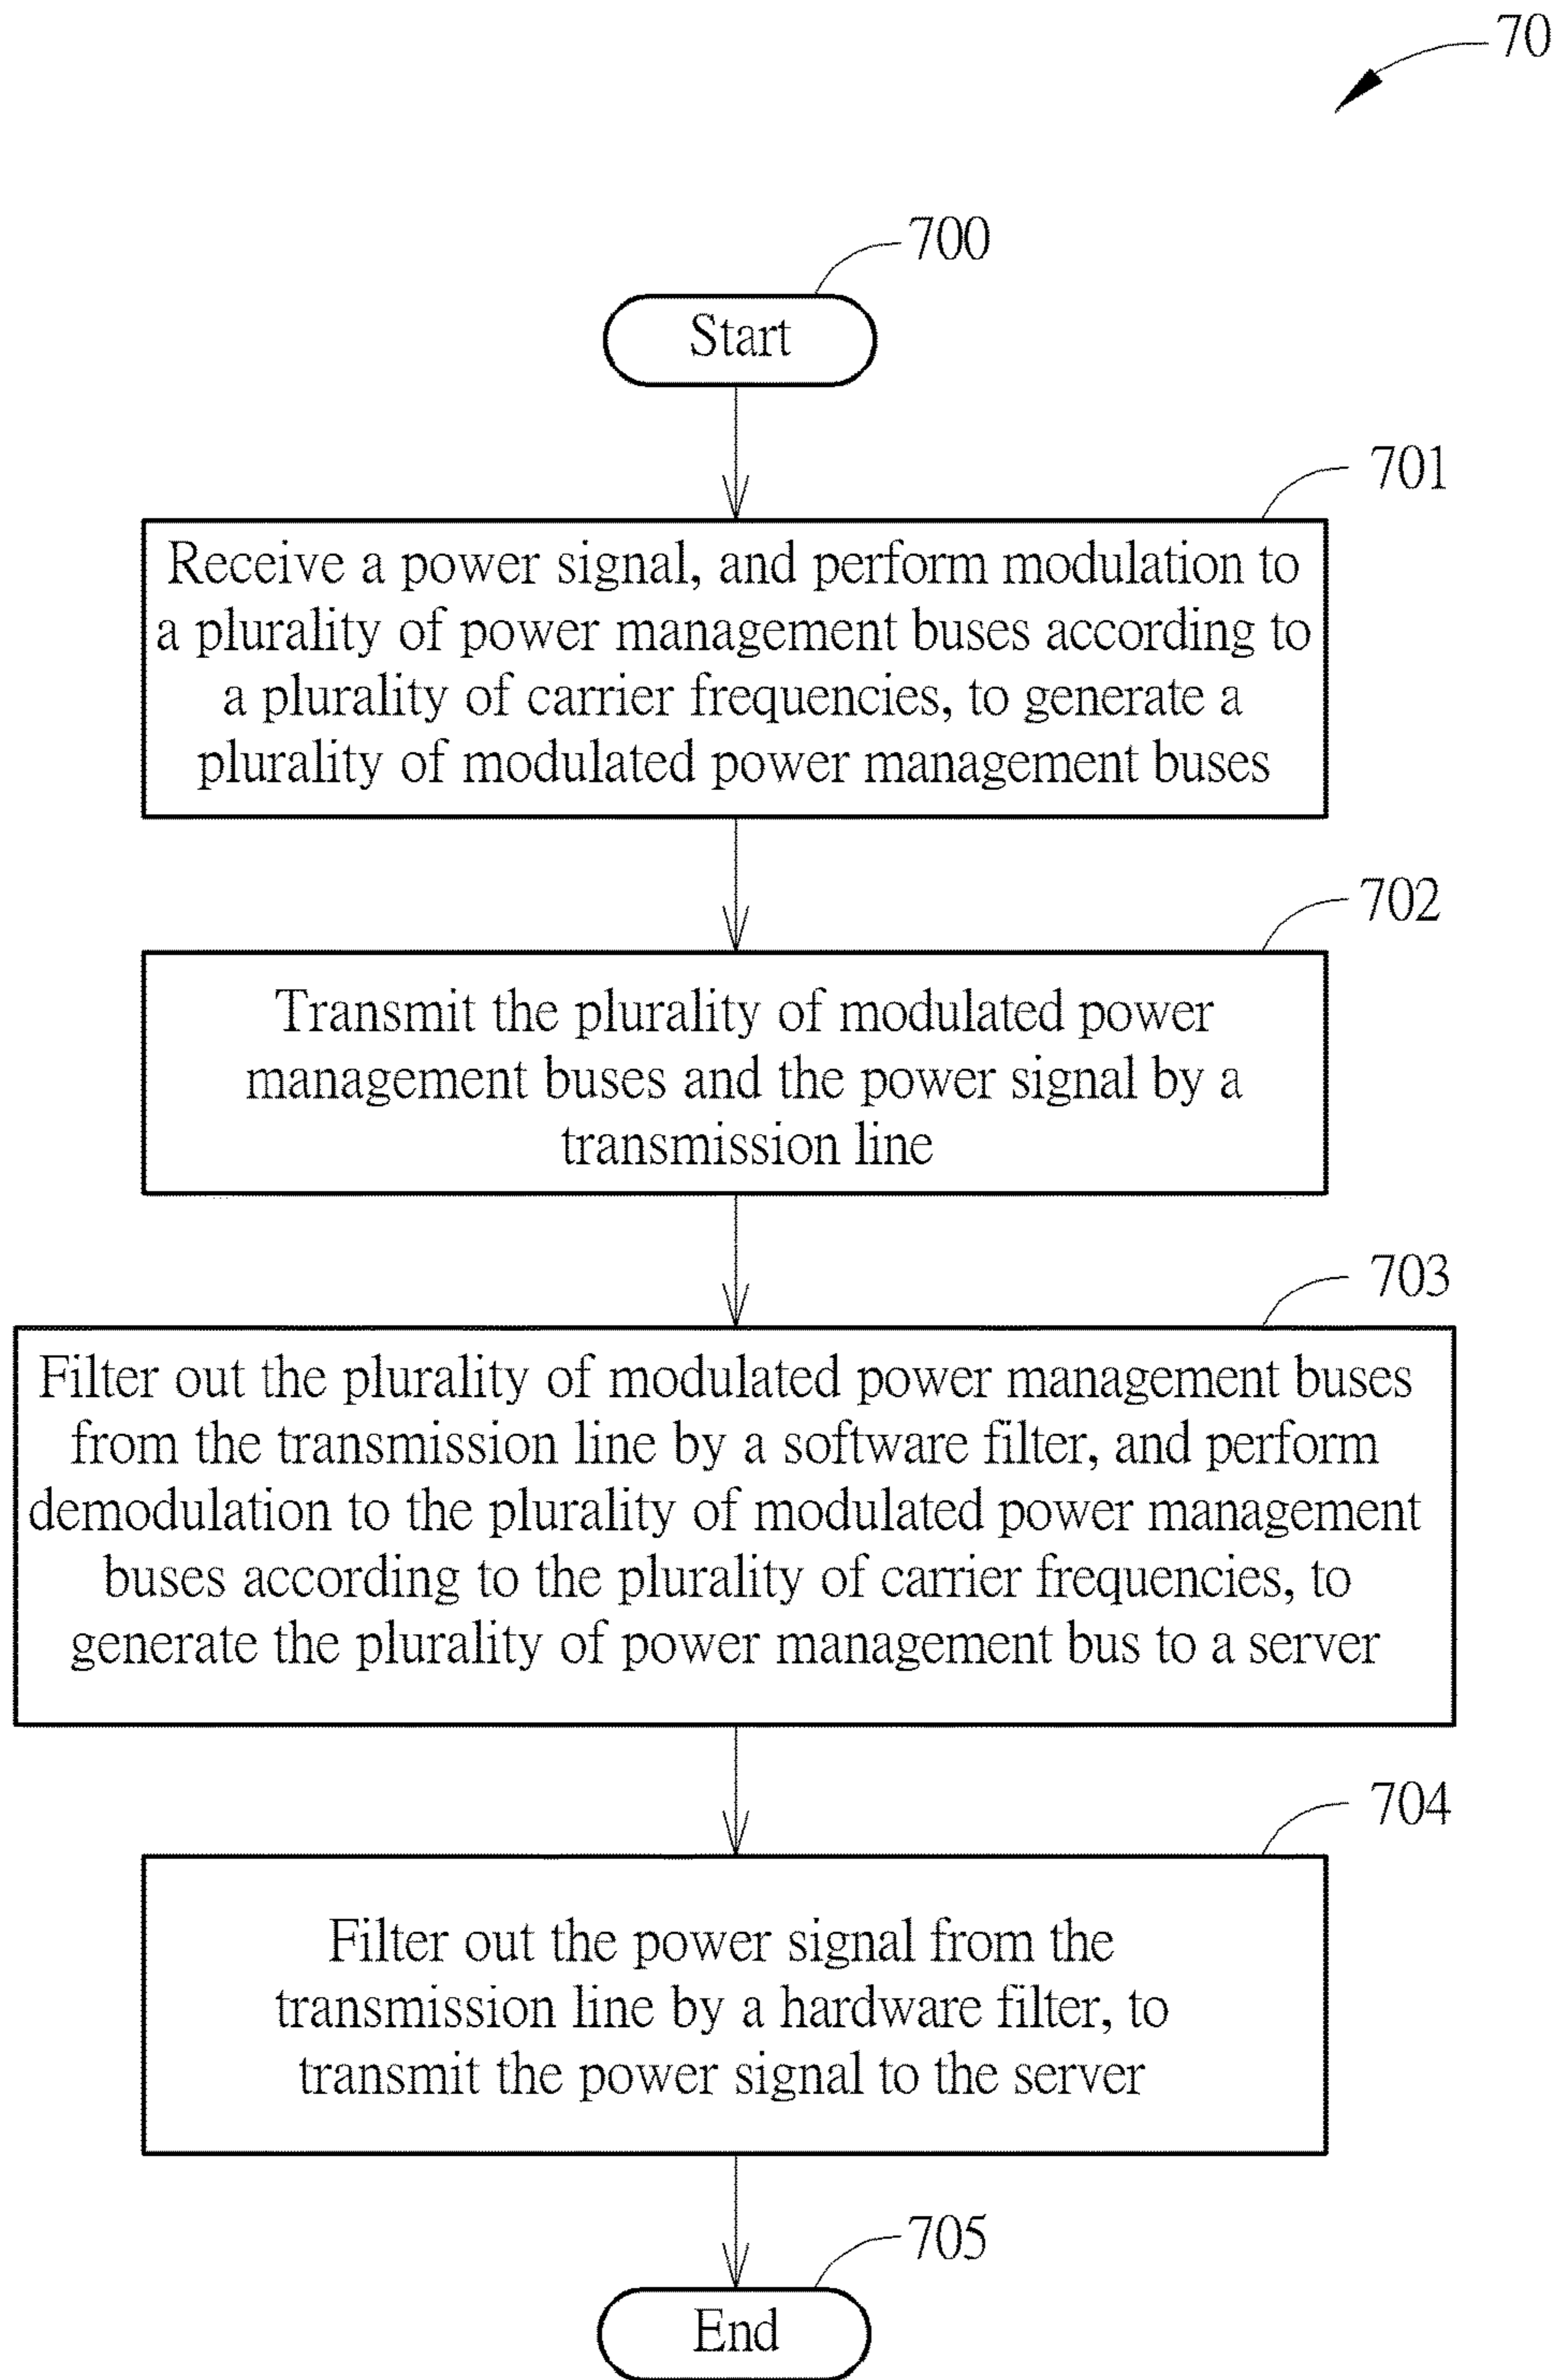 70
700
Start
701
Receive a power signal, and perform modulation to
a plurality of power management buses according to
a plurality of carrier frequencies, to generate a
plurality of modulated power management buses
702
Transmit the plurality of modulated power
management buses and the power signal by a
transmission line
703
Filter out the plurality of modulated power management buses
from the transmission line by a software filter, and perform
demodulation to the plurality of modulated power management
buses according to the plurality of carrier frequencies, to
generate the plurality of power management bus to a server
704
Filter out the power signal from the
transmission line by a hardware filter, to
transmit the power signal to the server
705
End